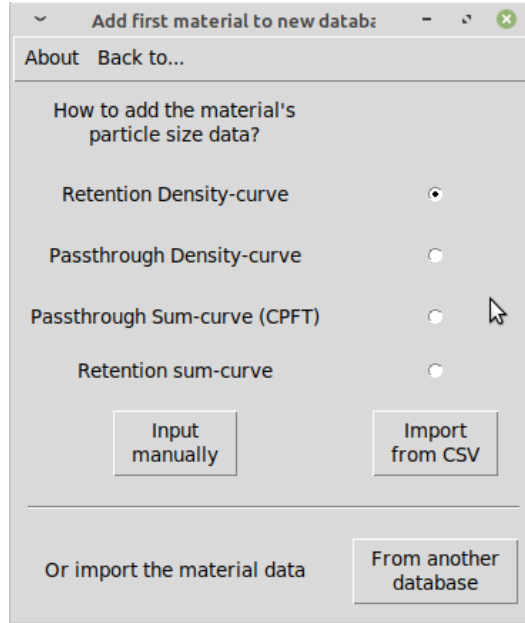 Add first material to new databa
About Back to...
How to add the material's
particle size data?
Retention Density-curve
Passthrough Density-curve
Passthrough Sum-curve (CPFT)
Retention sum-curve
Input
manually
Import
from CSV
Or import the material data
From another
database